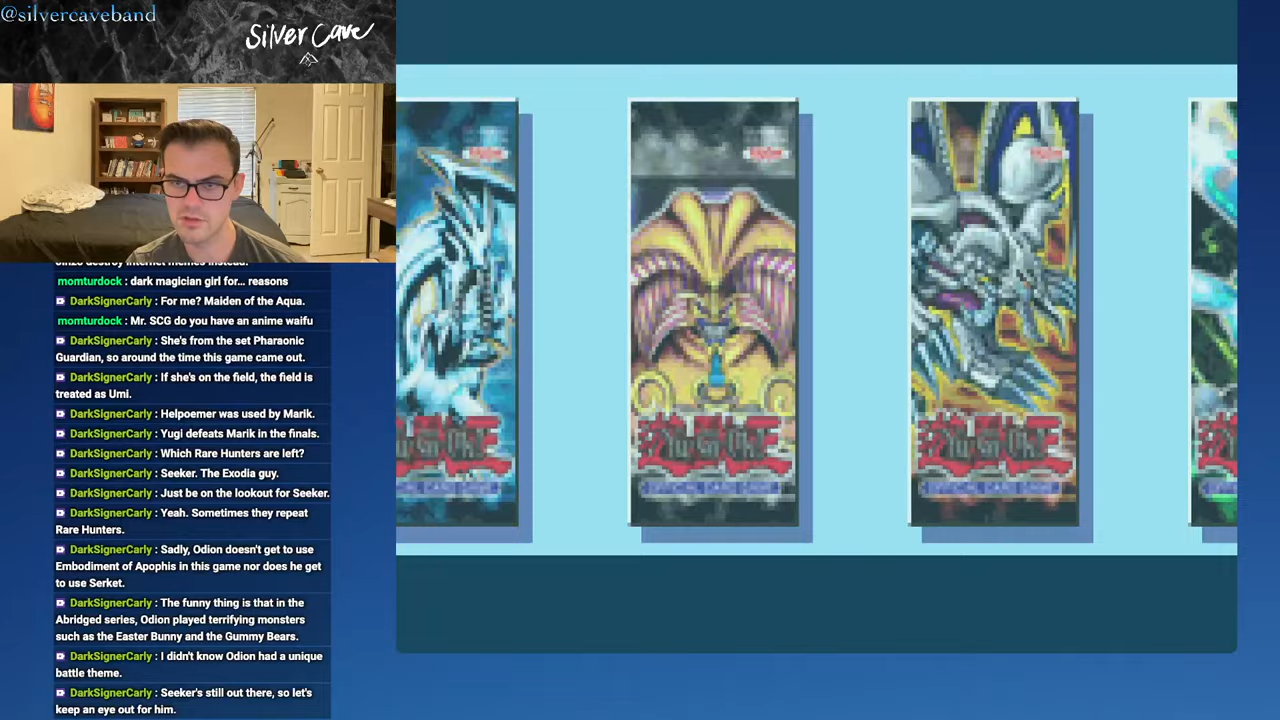 @silvercaveband
Silver Cave
momturdock : dark magician girl for... reasons
DarkSignerCarly : For me? Maiden of the Aqua.
momturdock : Mr. SCG do you have an anime waifu
DarkSignerCarly : She's from the set Pharaonic
Guardian, so around the time this game came out.
DarkSignerCarly : If she's on the field, the field is
treated as Umi.
DarkSignerCarly : Helpoemer was used by Marik.
DarkSignerCarly : Yugi defeats Marik in the finals.
DarkSignerCarly : Which Rare Hunters are left?
DarkSignerCarly : Seeker. The Exodia guy.
DarkSignerCarly : Just be on the lookout for Seeker.
DarkSignerCarly : Yeah. Sometimes they repeat
Rare Hunters.
DarkSignerCarly : Sadly, Odion doesn't get to use
Embodiment of Apophis in this game nor does he get
to use Serket.
DarkSignerCarly : The funny thing is that in the
Abridged series, Odion played terrifying monsters
such as the Easter Bunny and the Gummy Bears.
DarkSignerCarly : I didn't know Odion had a unique
battle theme.
DarkSignerCarly : Seeker's still out there, so let's
keep an eye out for him.
Yu-Gi-Oh!
Yu-Gi-Oh!